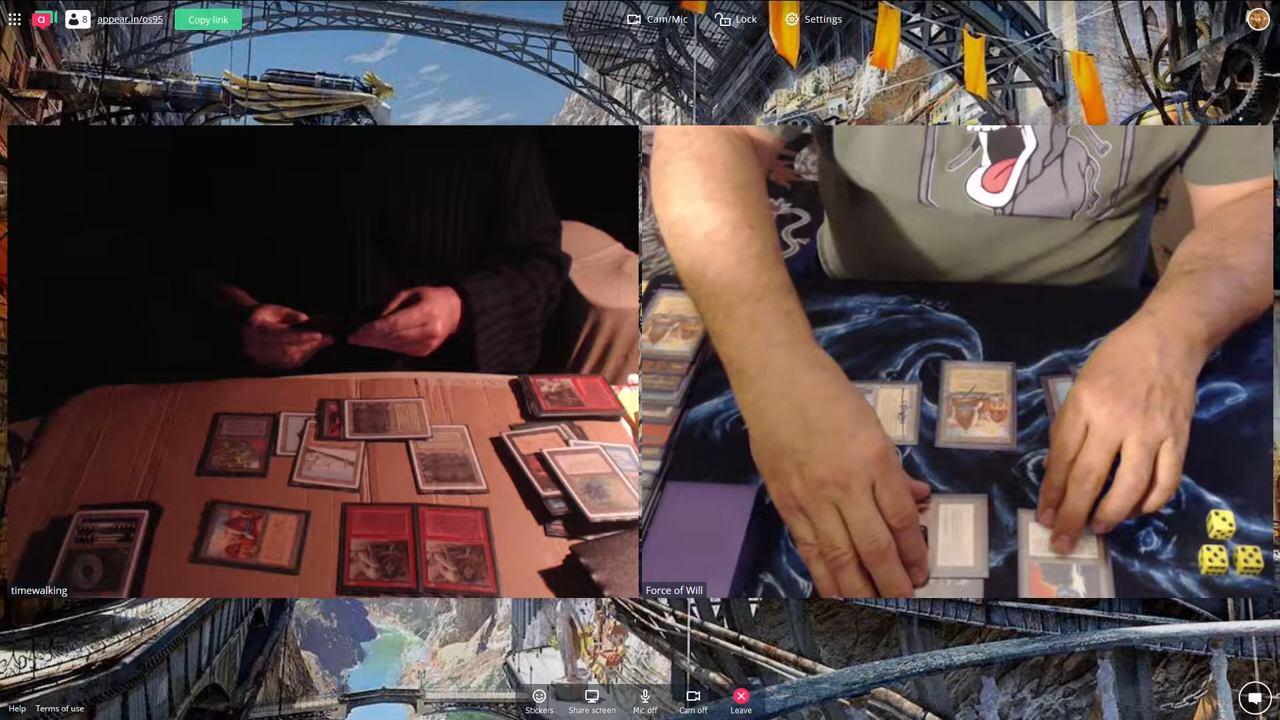 8 appear.in/os95 Copy link Cam/Mic Lock Settings
timewalking Force of Will
Help Terms of use Stickers Share screen Mic off Cam off Leave